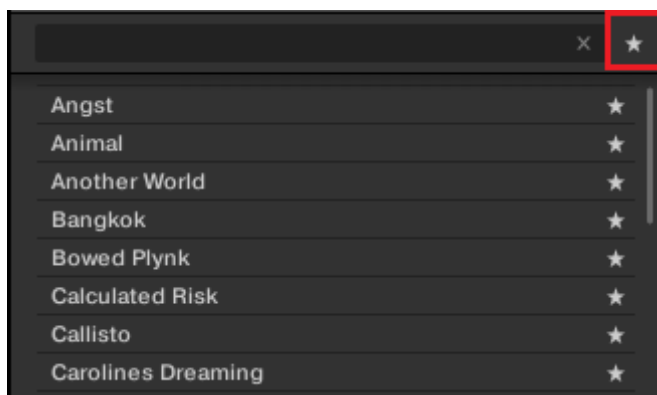 Angst
Animal
Another World
Bangkok
Bowed Plynk
Calculated Risk
Callisto
Carolines Dreaming